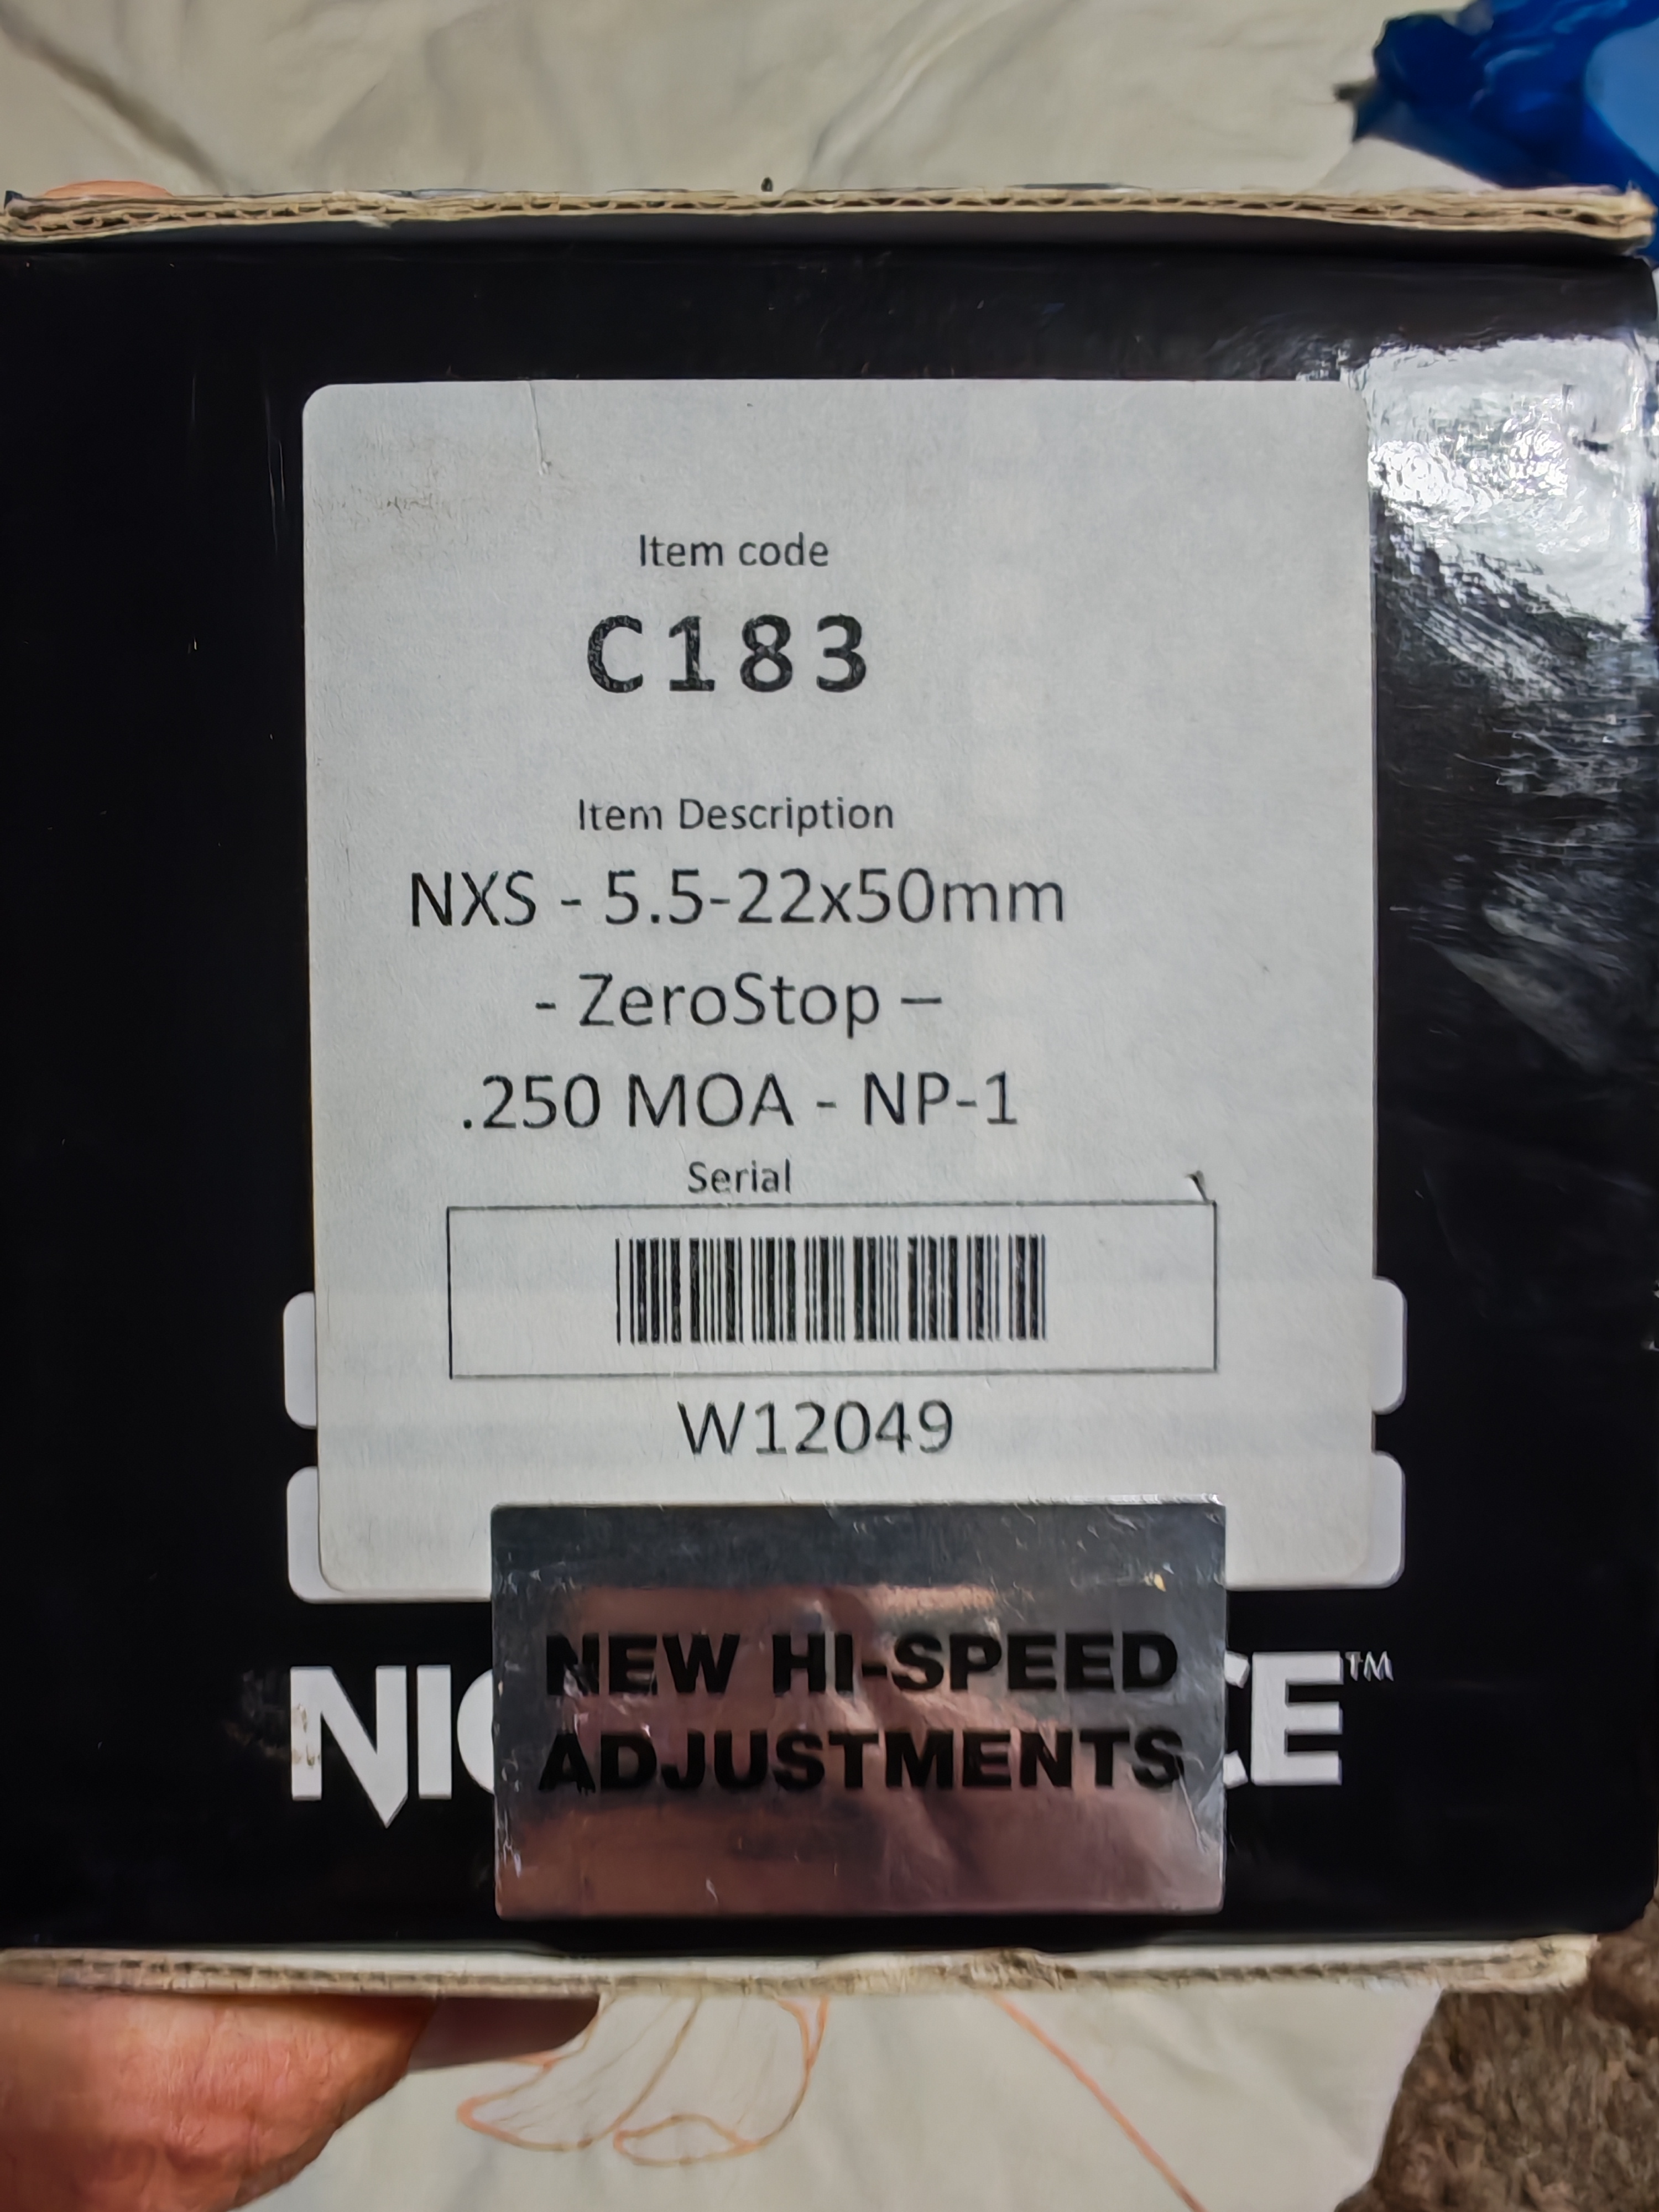 Item code
C183
Item Description
NXS - 5.5-22x50mm
- ZeroStop –
.250 MOA - NP-1
Serial
W12049
NEW HI-SPEED
ADJUSTMENTS
TM